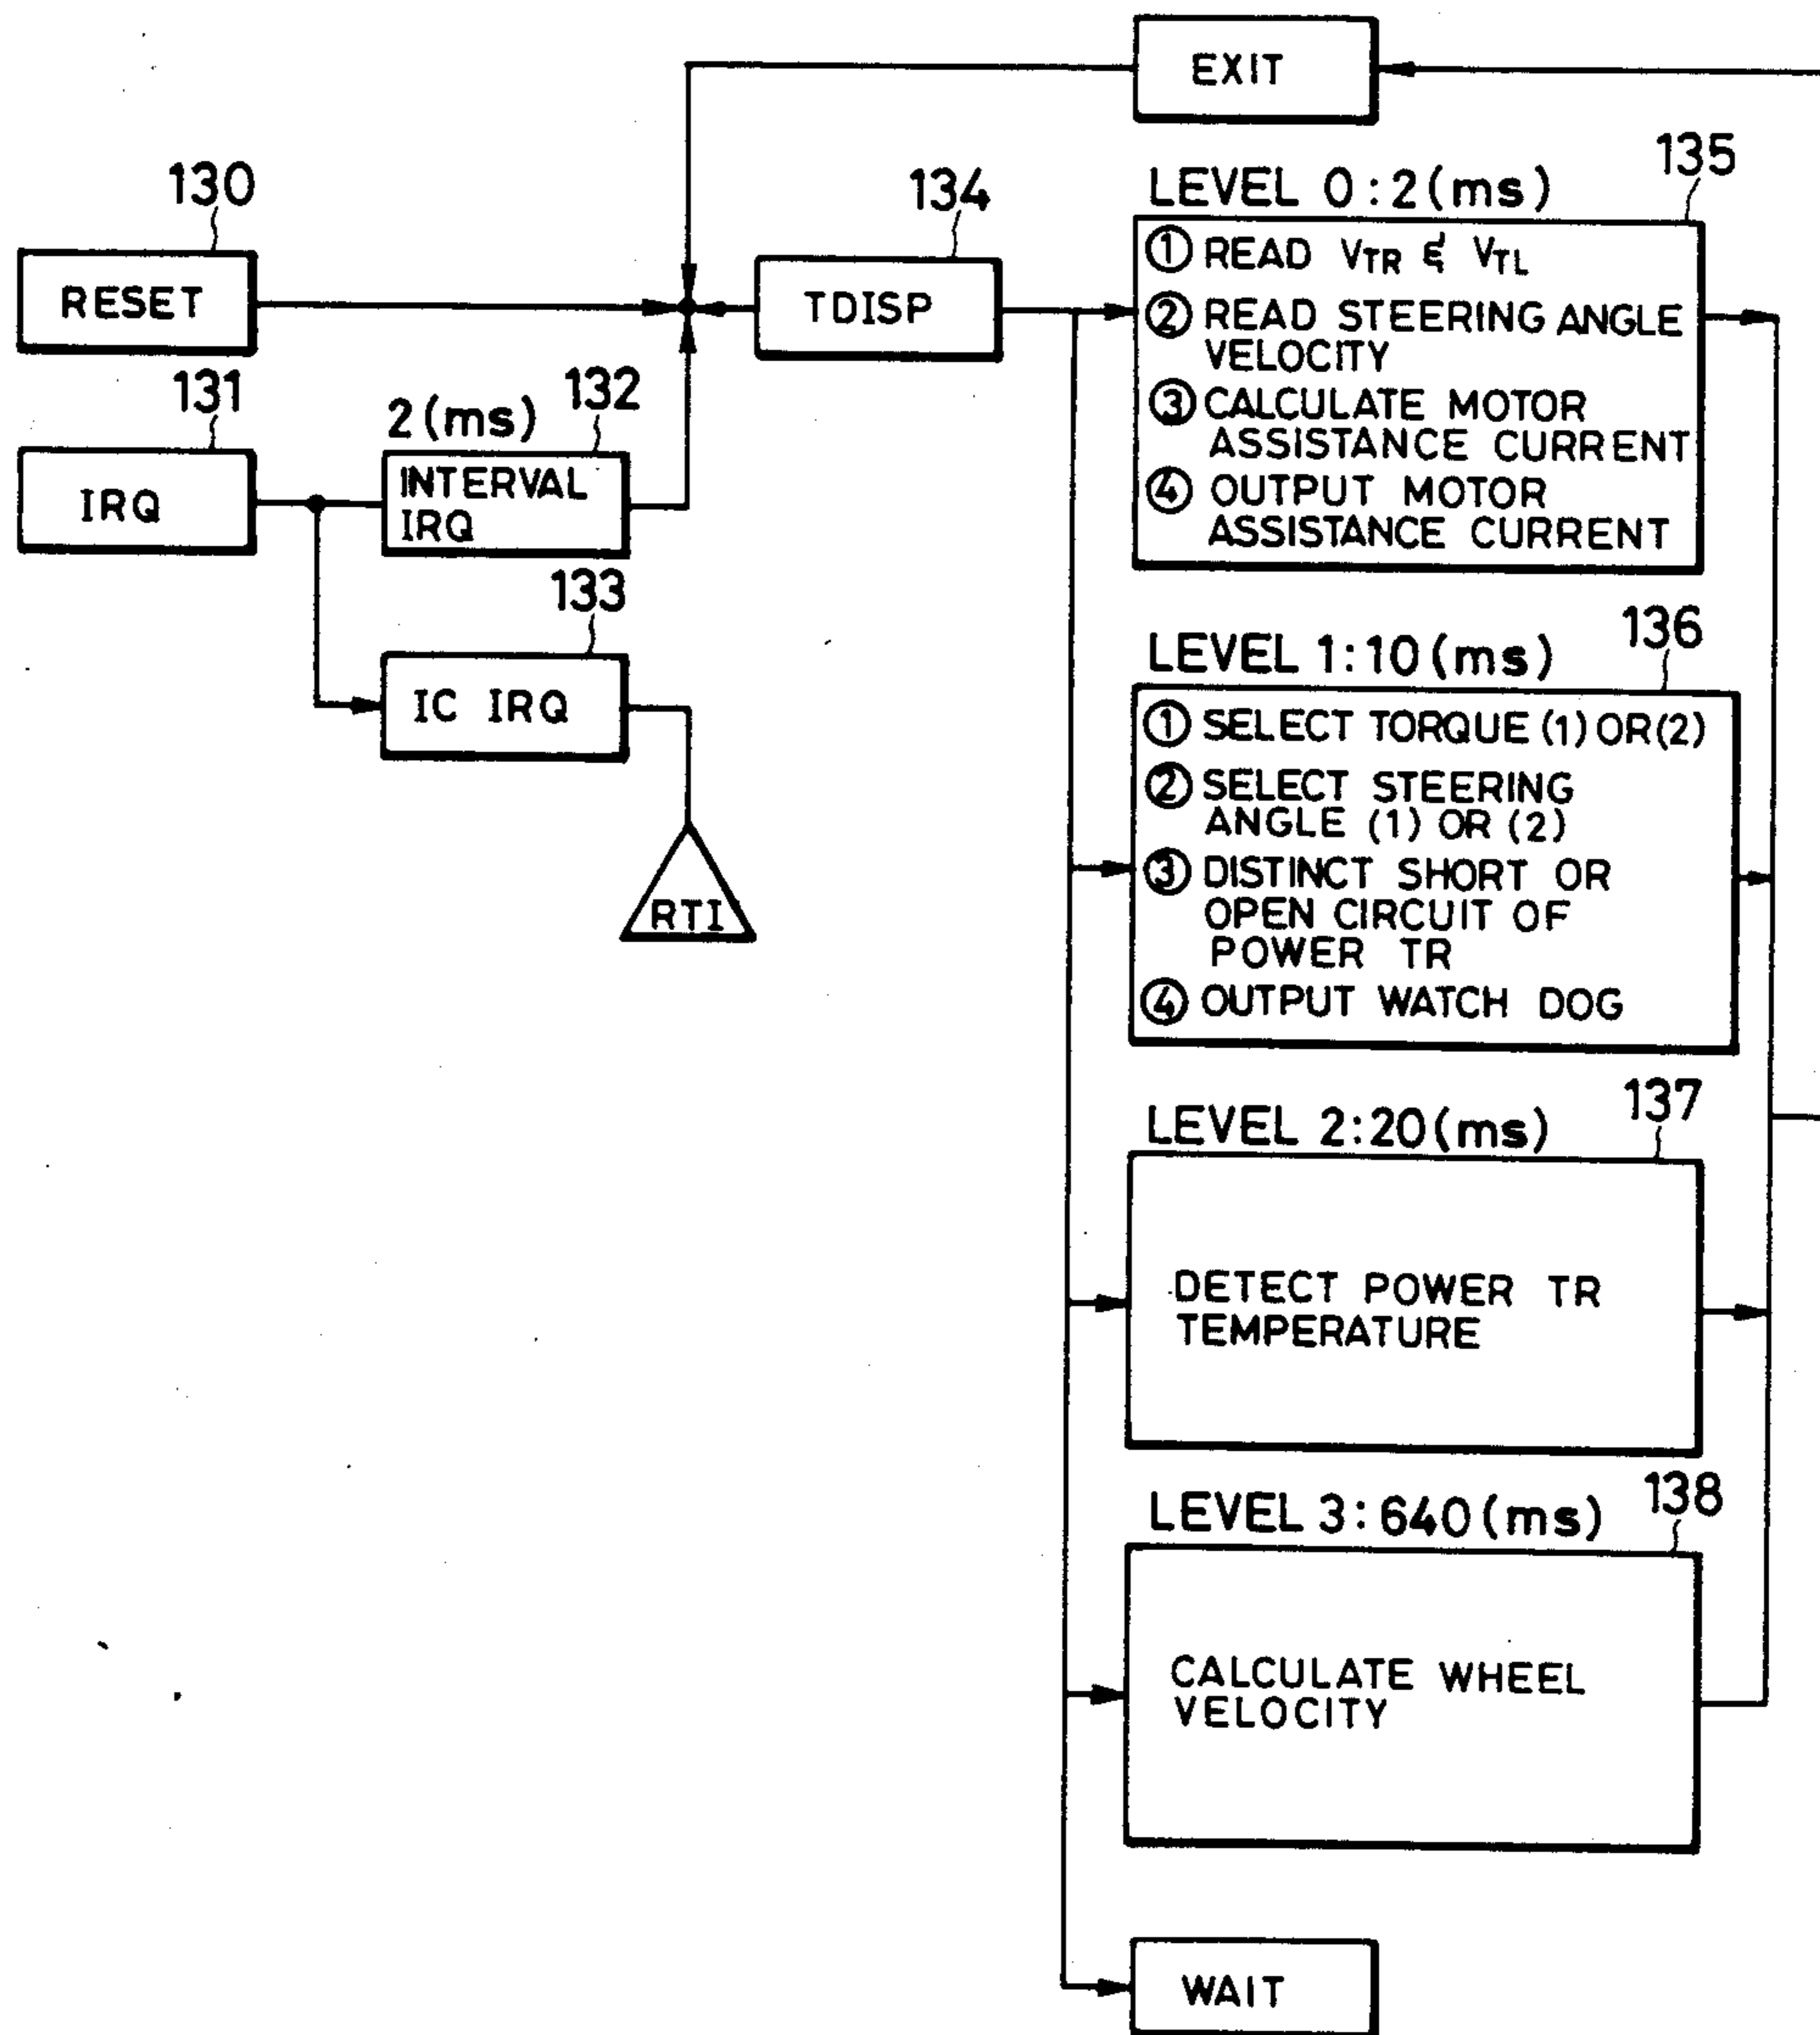 EXIT
130
RESET
131
IRQ
2(ms)
132
INTERVAL
IRQ
133
IC IRQ
RTI
134
TDISP
LEVEL 0:2(ms)
135
① READ VTR & VTL
② READ STEERING ANGLE
VELOCITY
③ CALCULATE MOTOR
ASSISTANCE CURRENT
④ OUTPUT MOTOR
ASSISTANCE CURRENT
LEVEL 1:10(ms)
136
① SELECT TORQUE (1) OR (2)
② SELECT STEERING
ANGLE (1) OR (2)
③ DISTINCT SHORT OR
OPEN CIRCUIT OF
POWER TR
④ OUTPUT WATCH DOG
LEVEL 2:20(ms)
137
DETECT POWER TR
TEMPERATURE
LEVEL 3:640(ms)
138
CALCULATE WHEEL
VELOCITY
WAIT